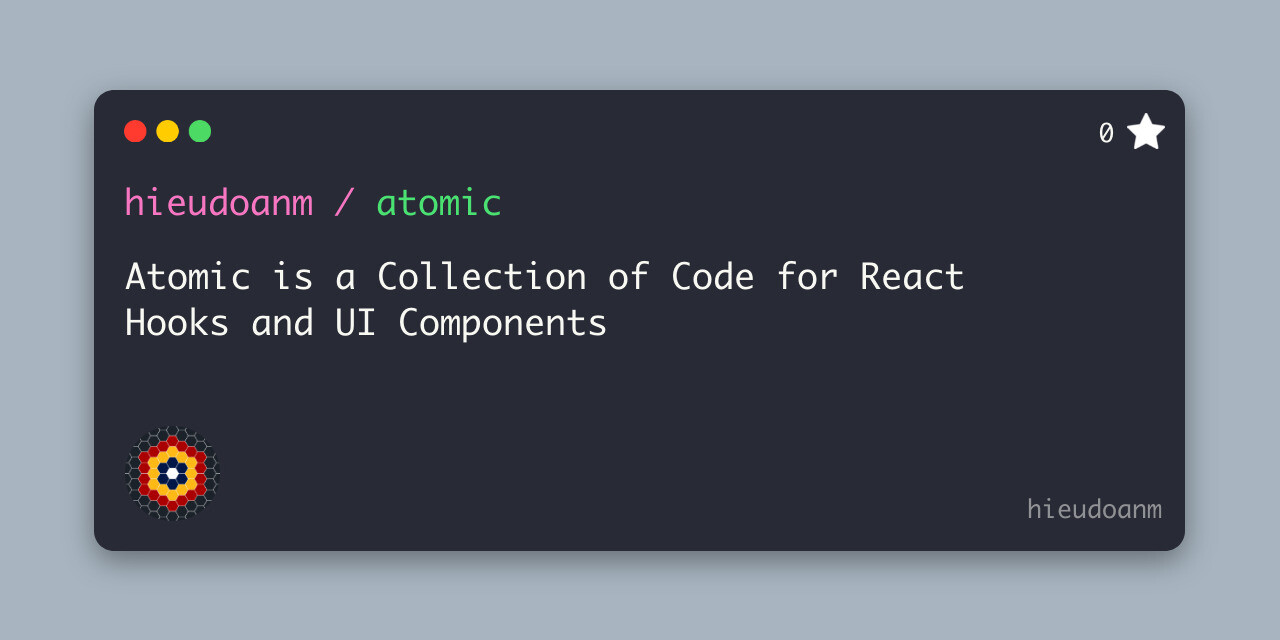 0
hieudoanm / atomic
Atomic is a Collection of Code for React
Hooks and UI Components
hieudoanm